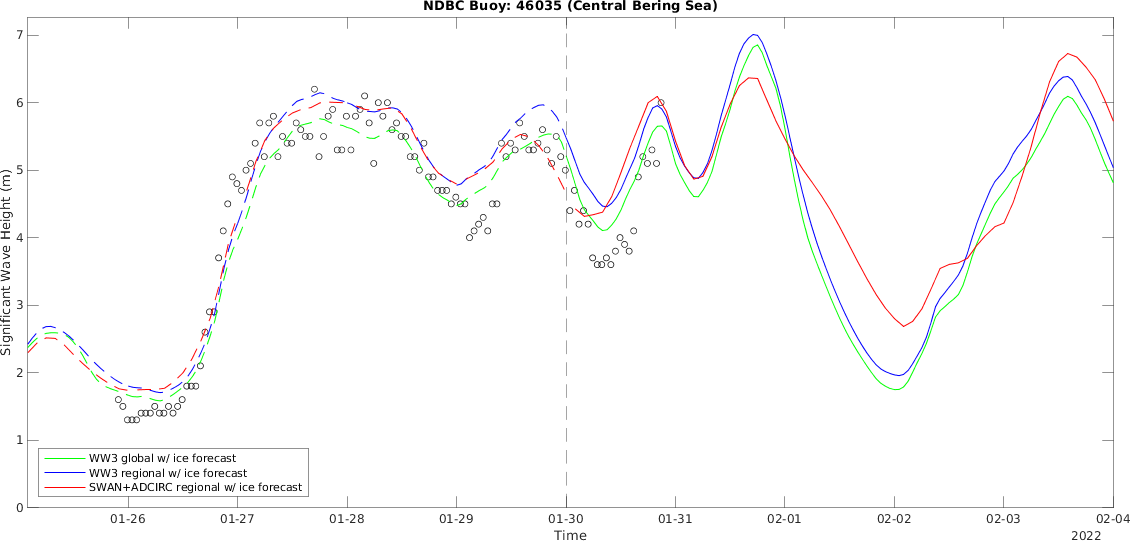 NDBC Buoy: 46035 (Central Bering Sea)
Significant Wave Height (m)
7
6
5
4
3
2
1
0
WW3 global w/ ice forecast
WW3 regional w/ ice forecast
SWAN+ADCIRC regional w/ ice forecast
01-26 01-27 01-28 01-29 01-30 01-31 02-01 02-02 02-03 02-04
Time
2022